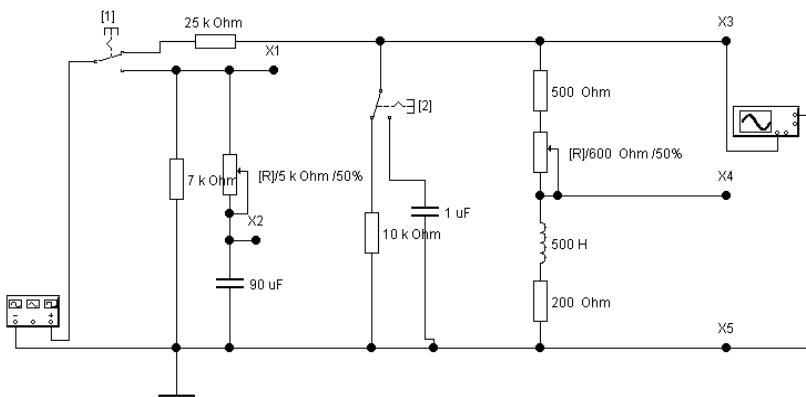 [1]
25 k Ohm
X1
X3
[2]
500 Ohm
[R]/600 Ohm /50%
7 k Ohm
[R]/5 k Ohm /50%
X4
X2
1 uF
10 k Ohm
500 H
90 uF
200 Ohm
X5